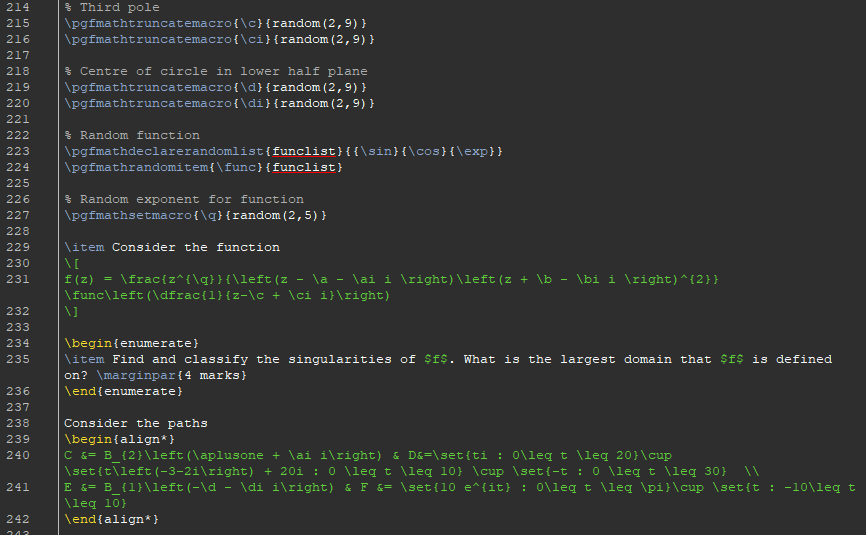 214 % Third pole
215 \pgfmathtruncatemacro{\c}{random(2,9)}
216 \pgfmathtruncatemacro{\ci}{random(2,9)}
217
218 % Centre of circle in lower half plane
219 \pgfmathtruncatemacro{\d}{random(2,9)}
220 \pgfmathtruncatemacro{\di}{random(2,9)}
221
222 % Random function
223 \pgfmathdeclarerandomlist{funclist}{{\sin}{\cos}{\exp}}
224 \pgfmathrandomitem{\func}{funclist}
225
226 % Random exponent for function
227 \pgfmathsetmacro{\q}{random(2,5)}
228
229 \item Consider the function
230 \[
231 f(z) = \frac{z^{\q}}{\left(z - \a - \ai i \right)\left(z + \b - \bi i \right)^{2}}
\func\left(\dfrac{1}{z-\c + \ci i}\right)
232 \]
233
234 \begin{enumerate}
235 \item Find and classify the singularities of $f$. What is the largest domain that $f$ is defined
on? \marginpar{4 marks}
236 \end{enumerate}
237
238 Consider the paths
239 \begin{align*}
240 C &= B_{2}\left(\aplusone + \ai i\right) & D&=\set{ti : 0\leq t \leq 20}\cup
\set{t\left(-3-2i\right) + 20i : 0 \leq t \leq 10} \cup \set{-t : 0 \leq t \leq 30}  \\
241 E &= B_{1}\left(-\d - \di i\right) & F &= \set{10 e^{it} : 0\leq t \leq \pi}\cup \set{t : -10\leq t
\leq 10}
242 \end{align*}
243